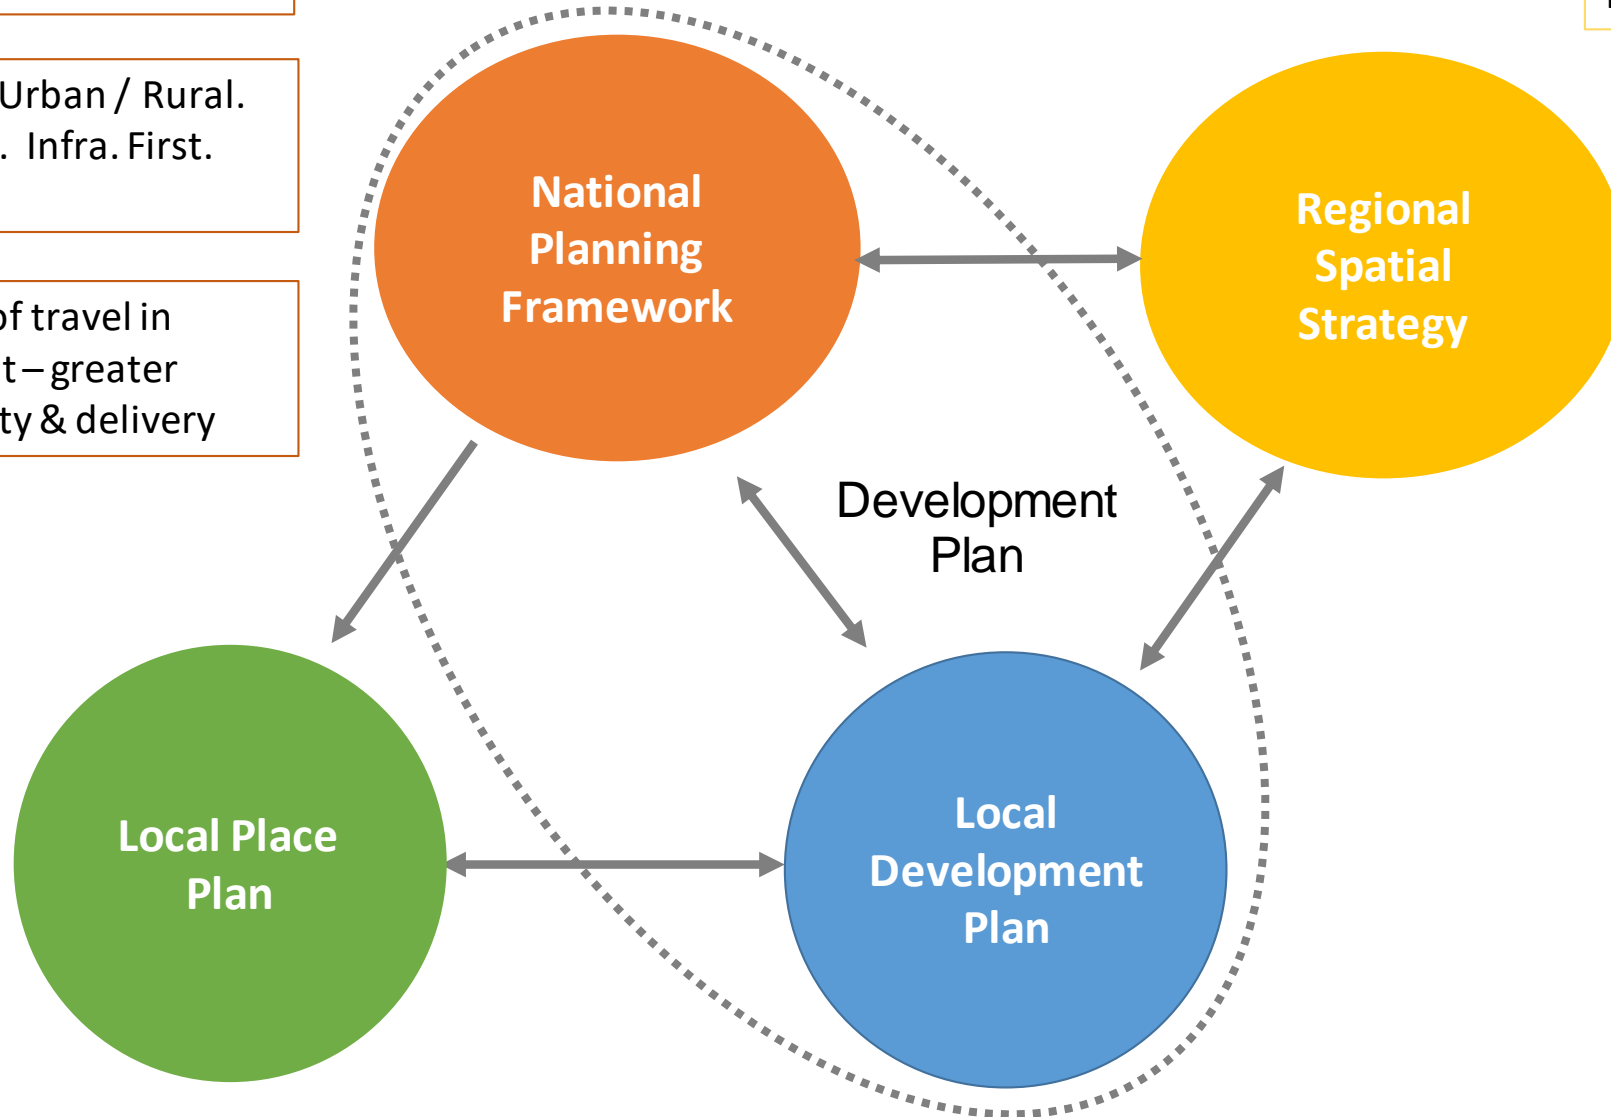 Urban / Rural.
. Infra. First.
of travel in
t – greater
ty & delivery
National
Planning
Framework
Regional
Spatial
Strategy
Development
Plan
Local Place
Plan
Local
Development
Plan